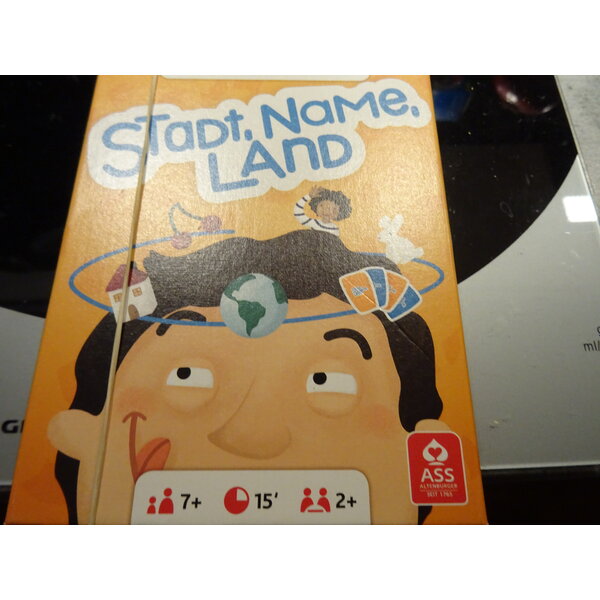 Stadt, Name,
Land
7+
15'
2+
ASS
ALTENBURGER
SEIT 1765